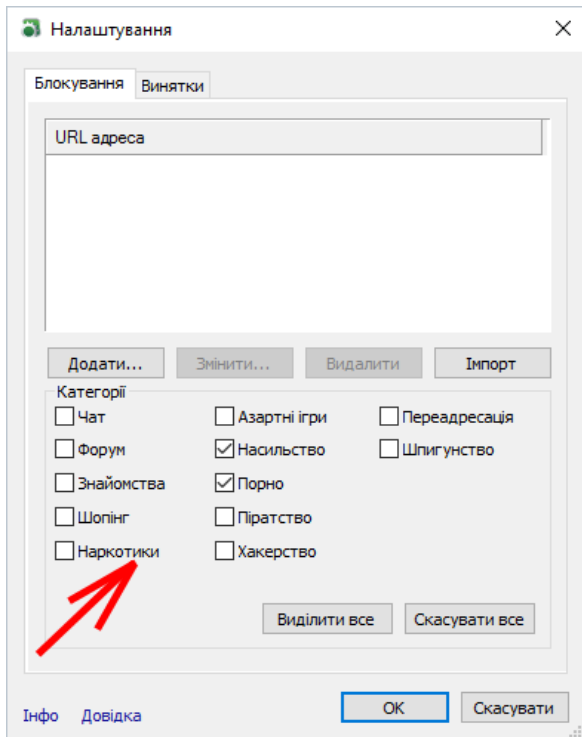 Налаштування
Блокування Винятки
URL адреса
Додати... Змінити... Видалити Імпорт
Категорії
Чат Азартні ігри Переадресація
Форум Насильство Шпигунство
Знайомства Порно
Шопінг Піратство
Наркотики Хакерство
Виділити все Скасувати все
Інфо Довідка OK Скасувати